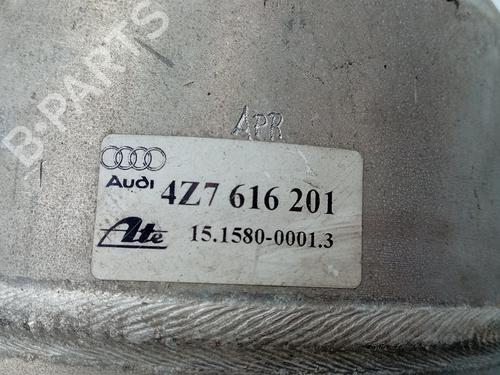 B-PARTS
APR
Audi 4Z7 616 201
Ate 15.1580-0001.3